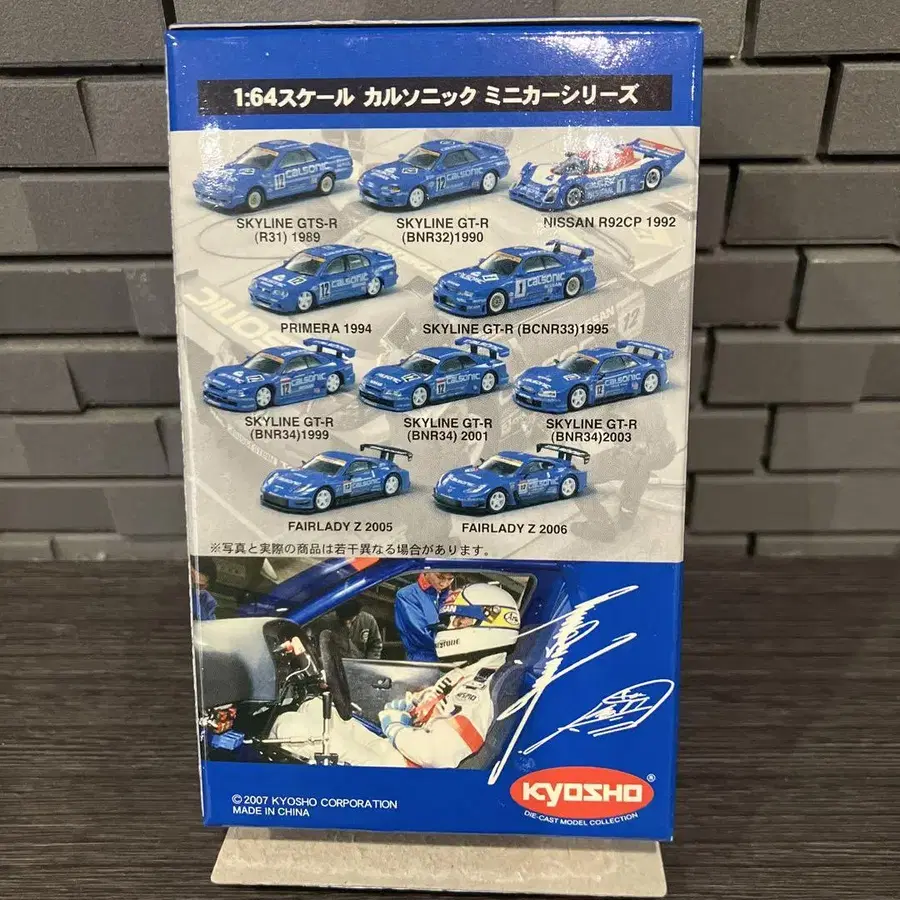 1:64スケール カルソニック ミニカーシリーズ
SKYLINE GTS-R
(R31) 1989
SKYLINE GT-R
(BNR32)1990
NISSAN R92CP 1992
PRIMERA 1994
SKYLINE GT-R (BCNR33)1995
SKYLINE GT-R
(BNR34)1999
SKYLINE GT-R
(BNR34) 2001
SKYLINE GT-R
(BNR34)2003
FAIRLADY Z 2005
FAIRLADY Z 2006
※写真と実際の商品は若干異なる場合があります。
©2007 KYOSHO CORPORATION
MADE IN CHINA
KYOSHO®
DIE-CAST MODEL COLLECTION